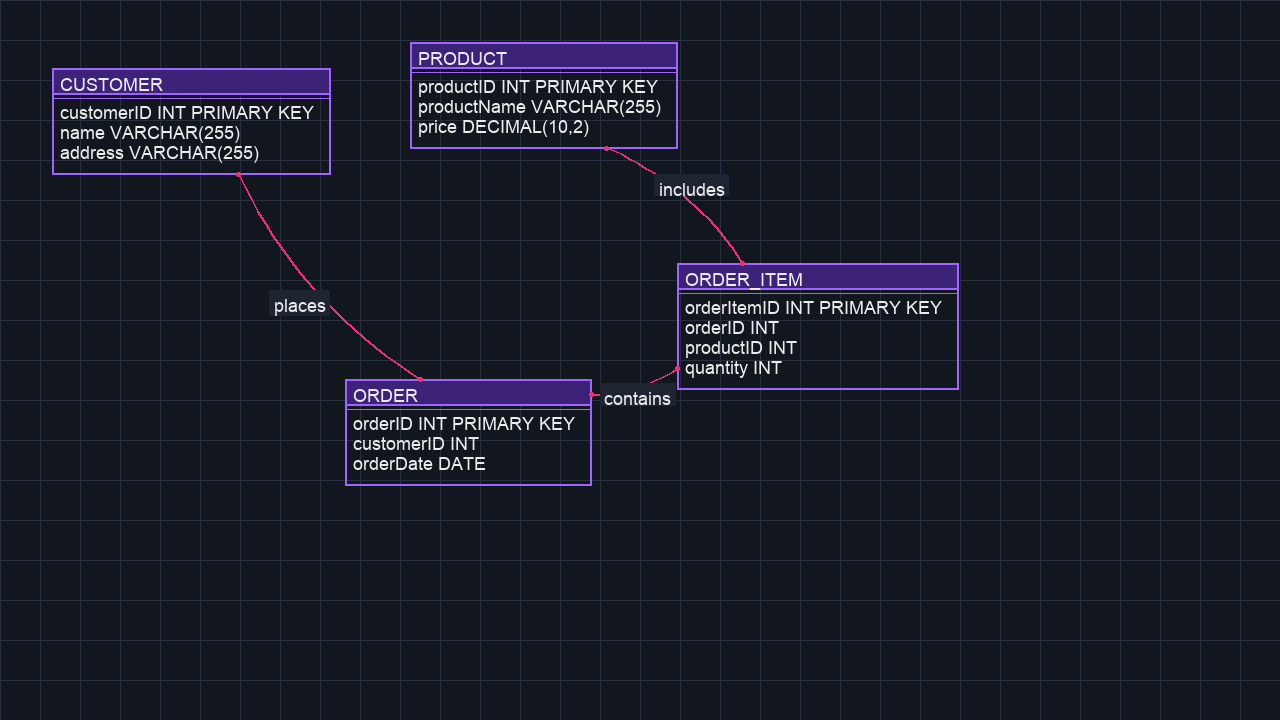 CUSTOMER
customerID INT PRIMARY KEY
name VARCHAR(255)
address VARCHAR(255)
PRODUCT
productID INT PRIMARY KEY
productName VARCHAR(255)
price DECIMAL(10,2)
includes
places
ORDER_ITEM
orderItemID INT PRIMARY KEY
orderID INT
productID INT
quantity INT
contains
ORDER
orderID INT PRIMARY KEY
customerID INT
orderDate DATE